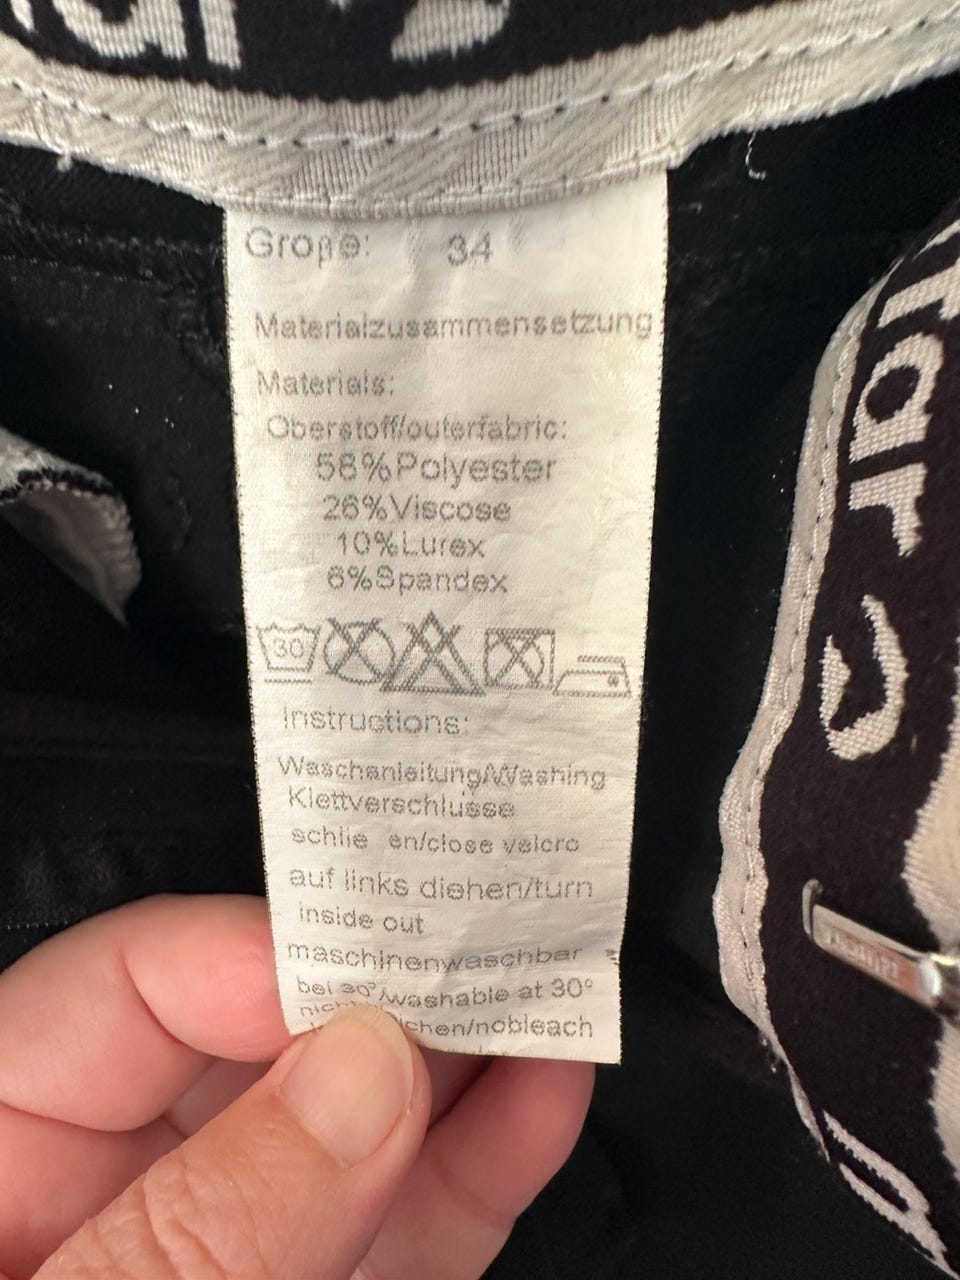 Große: 34
Materialzusammensetzung
Materials:
Oberstoff/outerfabric:
58%Polyester
26%Viscose
10%Lurex
6%Spandex
30
Instructions:
Waschanleitung/Washing
Klettverschlüsse
schlie en/close velcro
auf links diehen/turn
inside out
maschinenwaschbar
bei 30°/washable at 30°
chen/nobleach